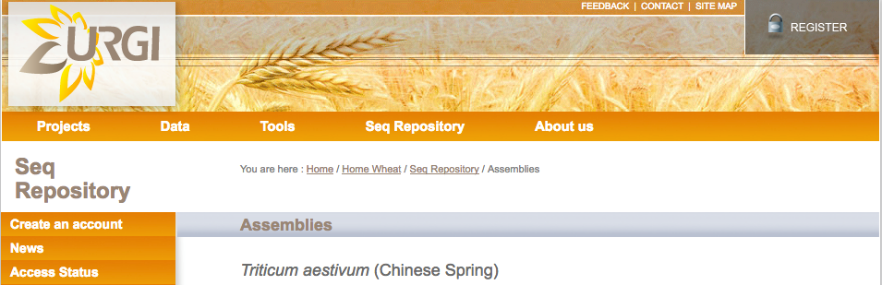 FEEDBACK | CONTACT | SITE MAP
REGISTER
URGI
Projects Data Tools Seq Repository About us
Seq
Repository
You are here : Home / Home Wheat / Seq Repository / Assemblies
Create an account
News
Access Status
Assemblies
Triticum aestivum (Chinese Spring)